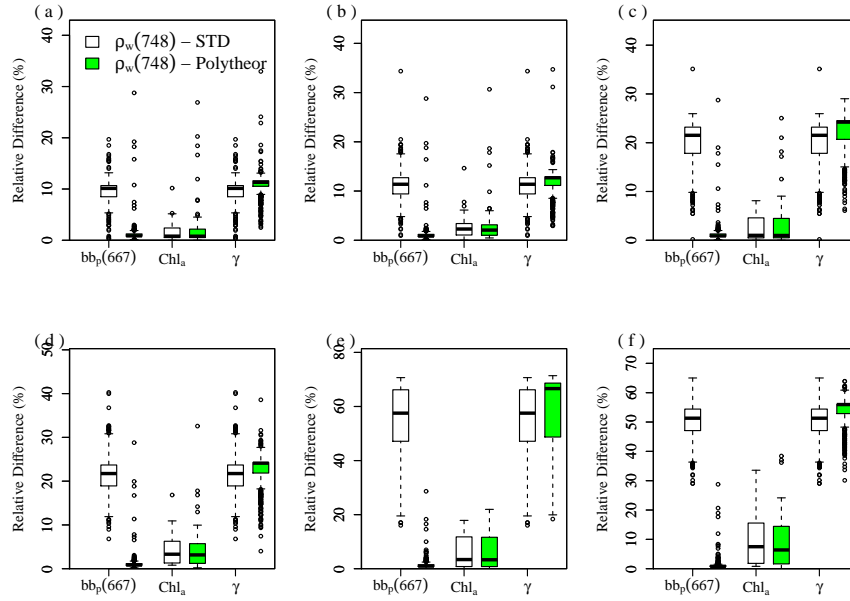 ( a )
( b )
( c )
Relative Difference (%)
0 10 20 30 40
ρw(748) – STD
ρw(748) – Polytheor
bbp(667) Chla γ
Relative Difference (%)
0 10 20 30 40
bbp(667) Chla γ
Relative Difference (%)
0 10 20 30 40
bbp(667) Chla γ
( d )
( e )
( f )
Relative Difference (%)
0 10 20 30 40 50
bbp(667) Chla γ
Relative Difference (%)
0 20 40 60 80
bbp(667) Chla γ
Relative Difference (%)
0 10 20 30 40 50 60 70
bbp(667) Chla γ